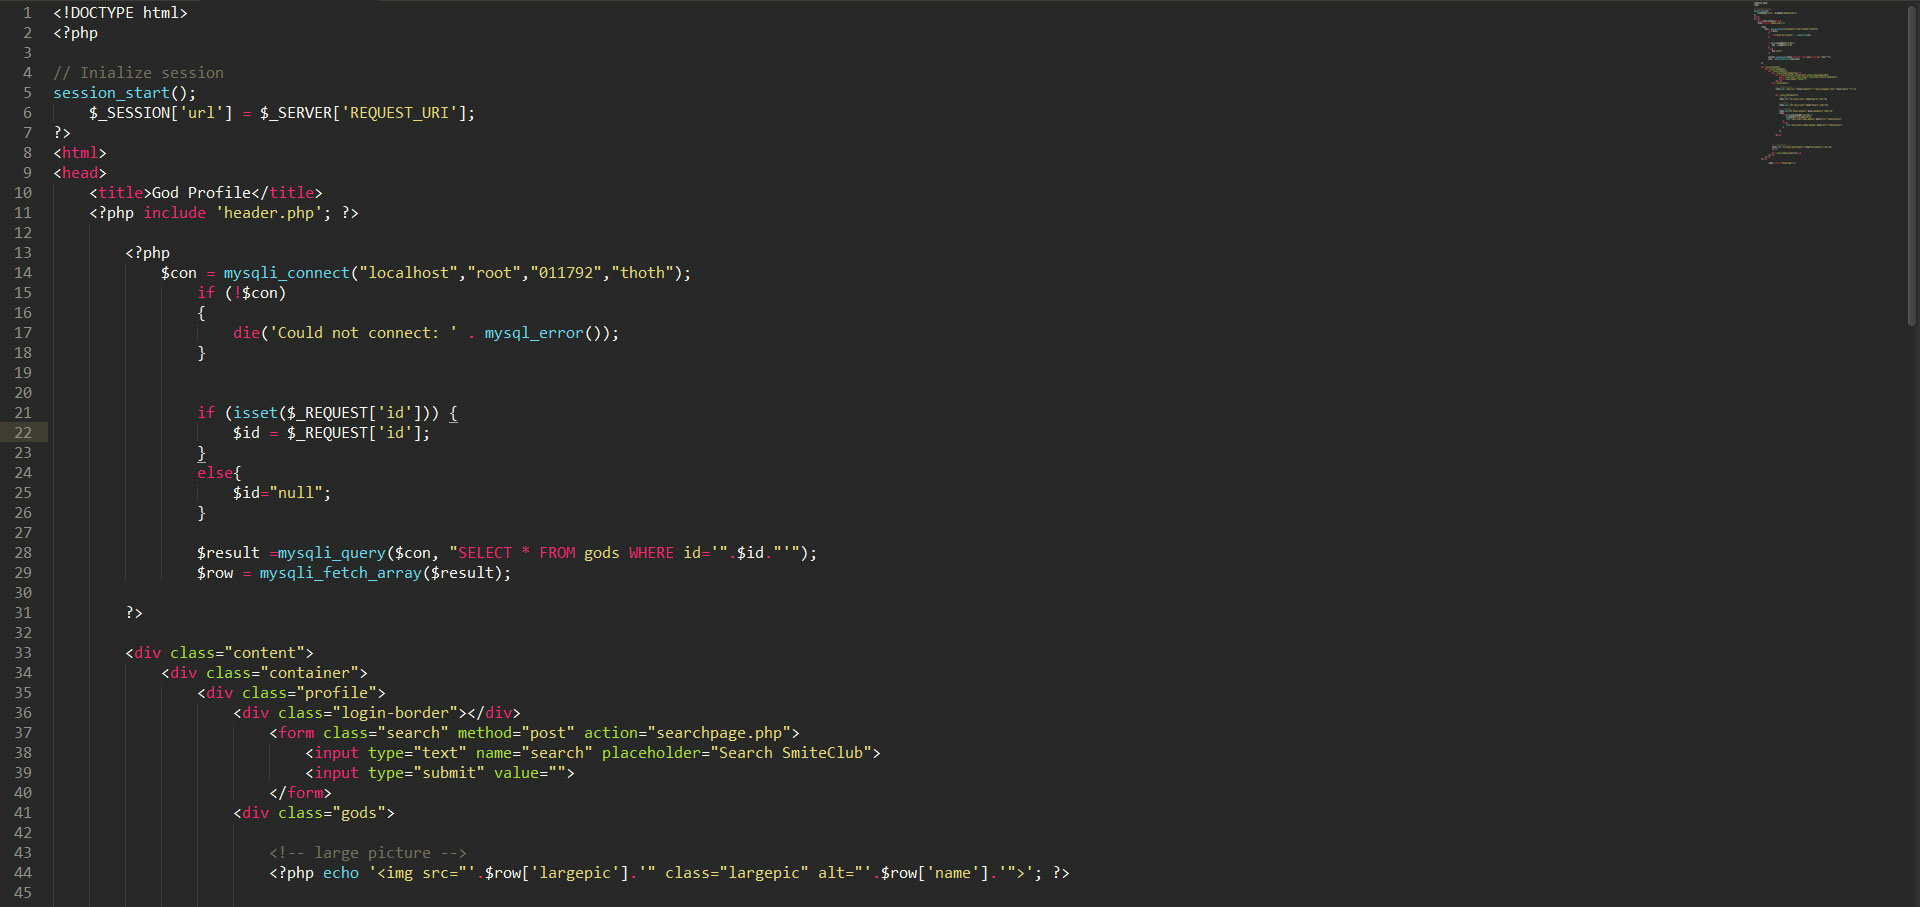 1 <!DOCTYPE html>
2 <?php
3
4 // Inialize session
5 session_start();
6 $_SESSION['url'] = $_SERVER['REQUEST_URI'];
7 ?>
8 <html>
9 <head>
10 <title>God Profile</title>
11 <?php include 'header.php'; ?>
12
13 <?php
14 $con = mysqli_connect("localhost","root","011792","thoth");
15 if (!$con)
16 {
17 die('Could not connect: ' . mysql_error());
18 }
19
20
21 if (isset($_REQUEST['id'])) {
22 $id = $_REQUEST['id'];
23 }
24 else{
25 $id="null";
26 }
27
28 $result =mysqli_query($con, "SELECT * FROM gods WHERE id='".$id."'");
29 $row = mysqli_fetch_array($result);
30
31 ?>
32
33 <div class="content">
34 <div class="container">
35 <div class="profile">
36 <div class="login-border"></div>
37 <form class="search" method="post" action="searchpage.php">
38 <input type="text" name="search" placeholder="Search SmiteClub">
39 <input type="submit" value="">
40 </form>
41 <div class="gods">
42
43 <!-- large picture -->
44 <?php echo '<img src="'.$row['largepic'].'" class="largepic" alt="'.$row['name'].'">'; ?>
45